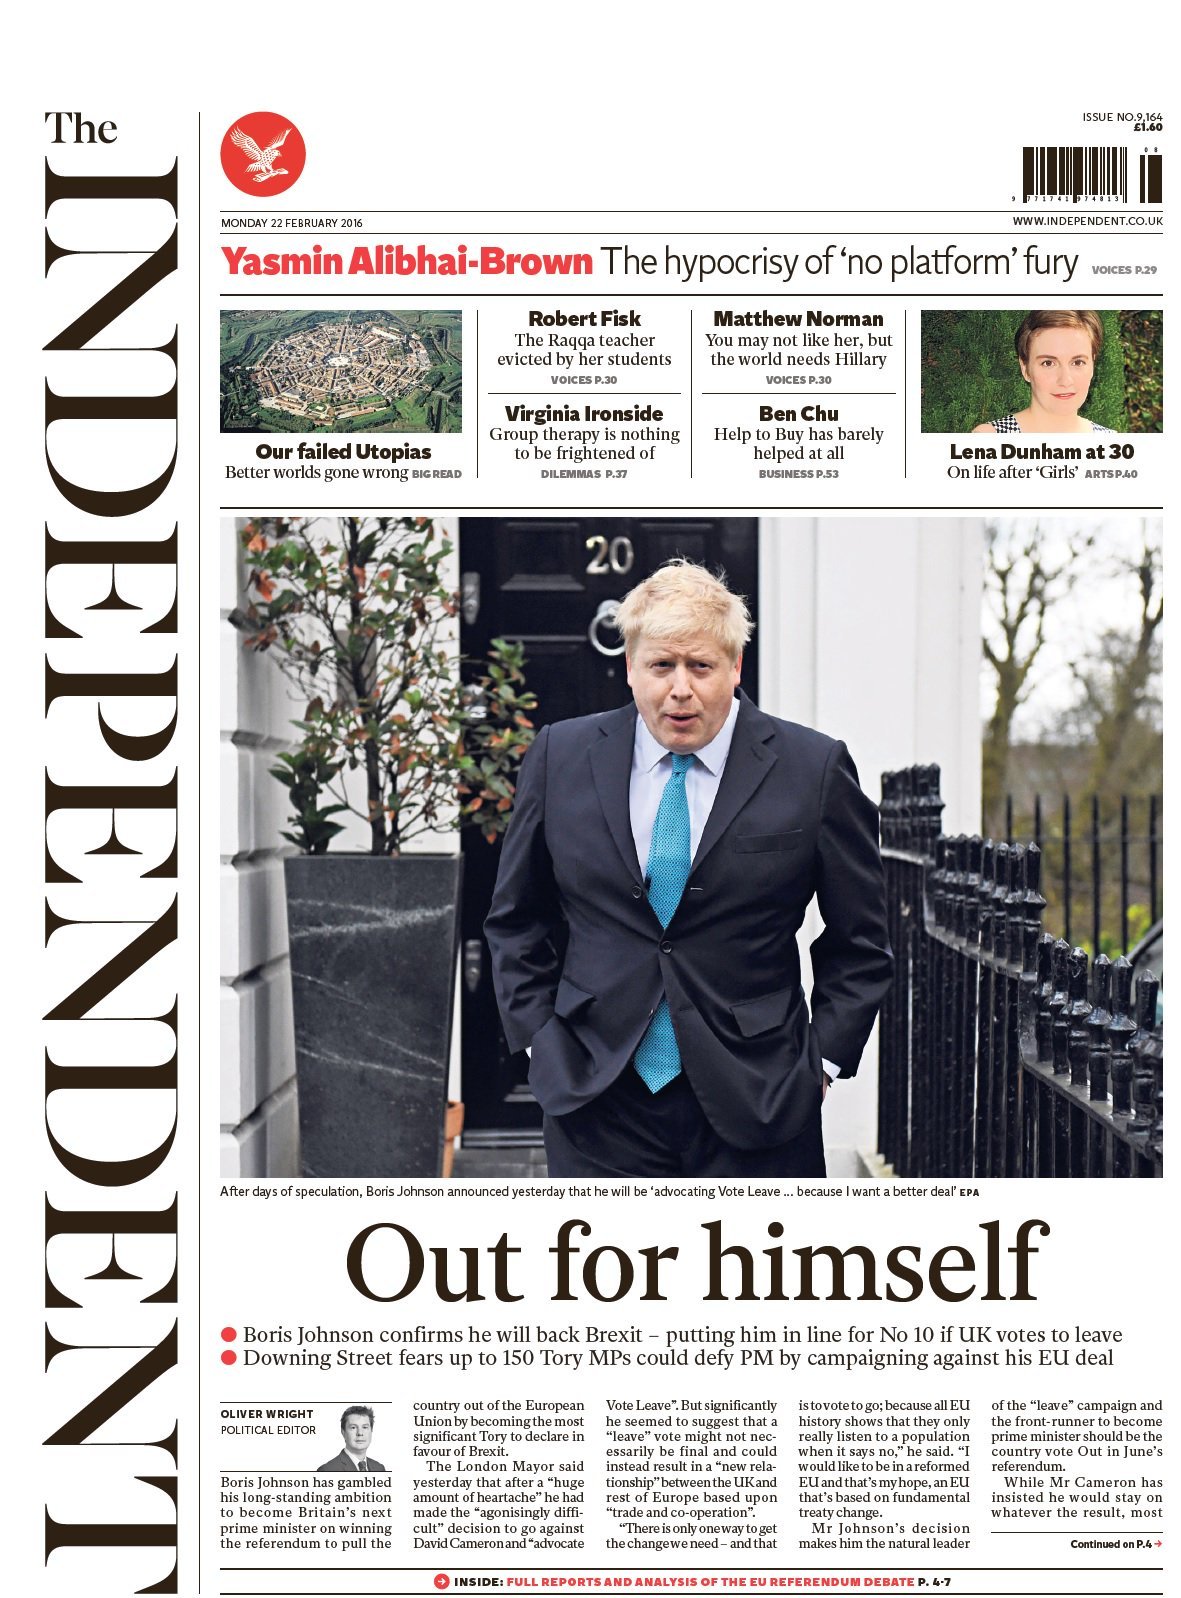 The
INDEPENDENT
ISSUE NO.9,164
£1.60
08
9 771741 974813
MONDAY 22 FEBRUARY 2016
WWW.INDEPENDENT.CO.UK
Yasmin Alibhai-Brown The hypocrisy of ‘no platform’ fury VOICES P.29
Our failed Utopias
Better worlds gone wrong BIG READ
Robert Fisk
The Raqqa teacher
evicted by her students
VOICES P.30
Virginia Ironside
Group therapy is nothing
to be frightened of
DILEMMAS P.37
Matthew Norman
You may not like her, but
the world needs Hillary
VOICES P.30
Ben Chu
Help to Buy has barely
helped at all
BUSINESS P.53
Lena Dunham at 30
On life after ‘Girls’ ARTS P.40
20
After days of speculation, Boris Johnson announced yesterday that he will be ‘advocating Vote Leave ... because I want a better deal’ EPA
Out for himself
● Boris Johnson confirms he will back Brexit – putting him in line for No 10 if UK votes to leave
● Downing Street fears up to 150 Tory MPs could defy PM by campaigning against his EU deal
OLIVER WRIGHT
POLITICAL EDITOR
Boris Johnson has gambled
his long-standing ambition
to become Britain’s next
prime minister on winning
the referendum to pull the
country out of the European
Union by becoming the most
significant Tory to declare in
favour of Brexit.
The London Mayor said
yesterday that after a “huge
amount of heartache” he had
made the “agonisingly diffi-
cult” decision to go against
David Cameron and “advocate
Vote Leave”. But significantly
he seemed to suggest that a
“leave” vote might not nec-
essarily be final and could
instead result in a “new rela-
tionship” between the UK and
rest of Europe based upon
“trade and co-operation”.
“There is only one way to get
the change we need – and that
is to vote to go; because all EU
history shows that they only
really listen to a population
when it says no,” he said. “I
would like to be in a reformed
EU and that’s my hope, an EU
that’s based on fundamental
treaty change.
Mr Johnson’s decision
makes him the natural leader
of the “leave” campaign and
the front-runner to become
prime minister should be the
country vote Out in June’s
referendum.
While Mr Cameron has
insisted he would stay on
whatever the result, most
Continued on P.4 →
INSIDE: FULL REPORTS AND ANALYSIS OF THE EU REFERENDUM DEBATE P. 4-7